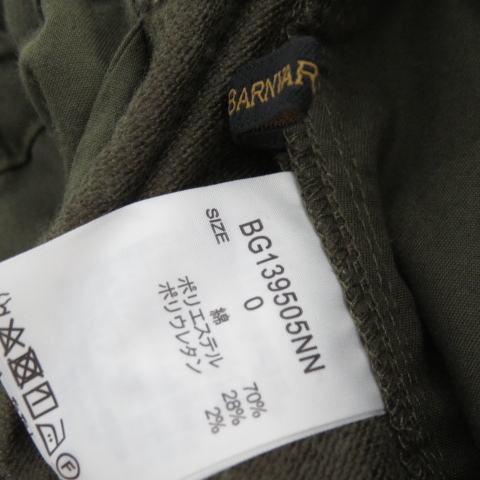 BARNYAR
BG139505NN
SIZE 0
綿 70%
ポリエステル 28%
ポリウレタン 2%
F